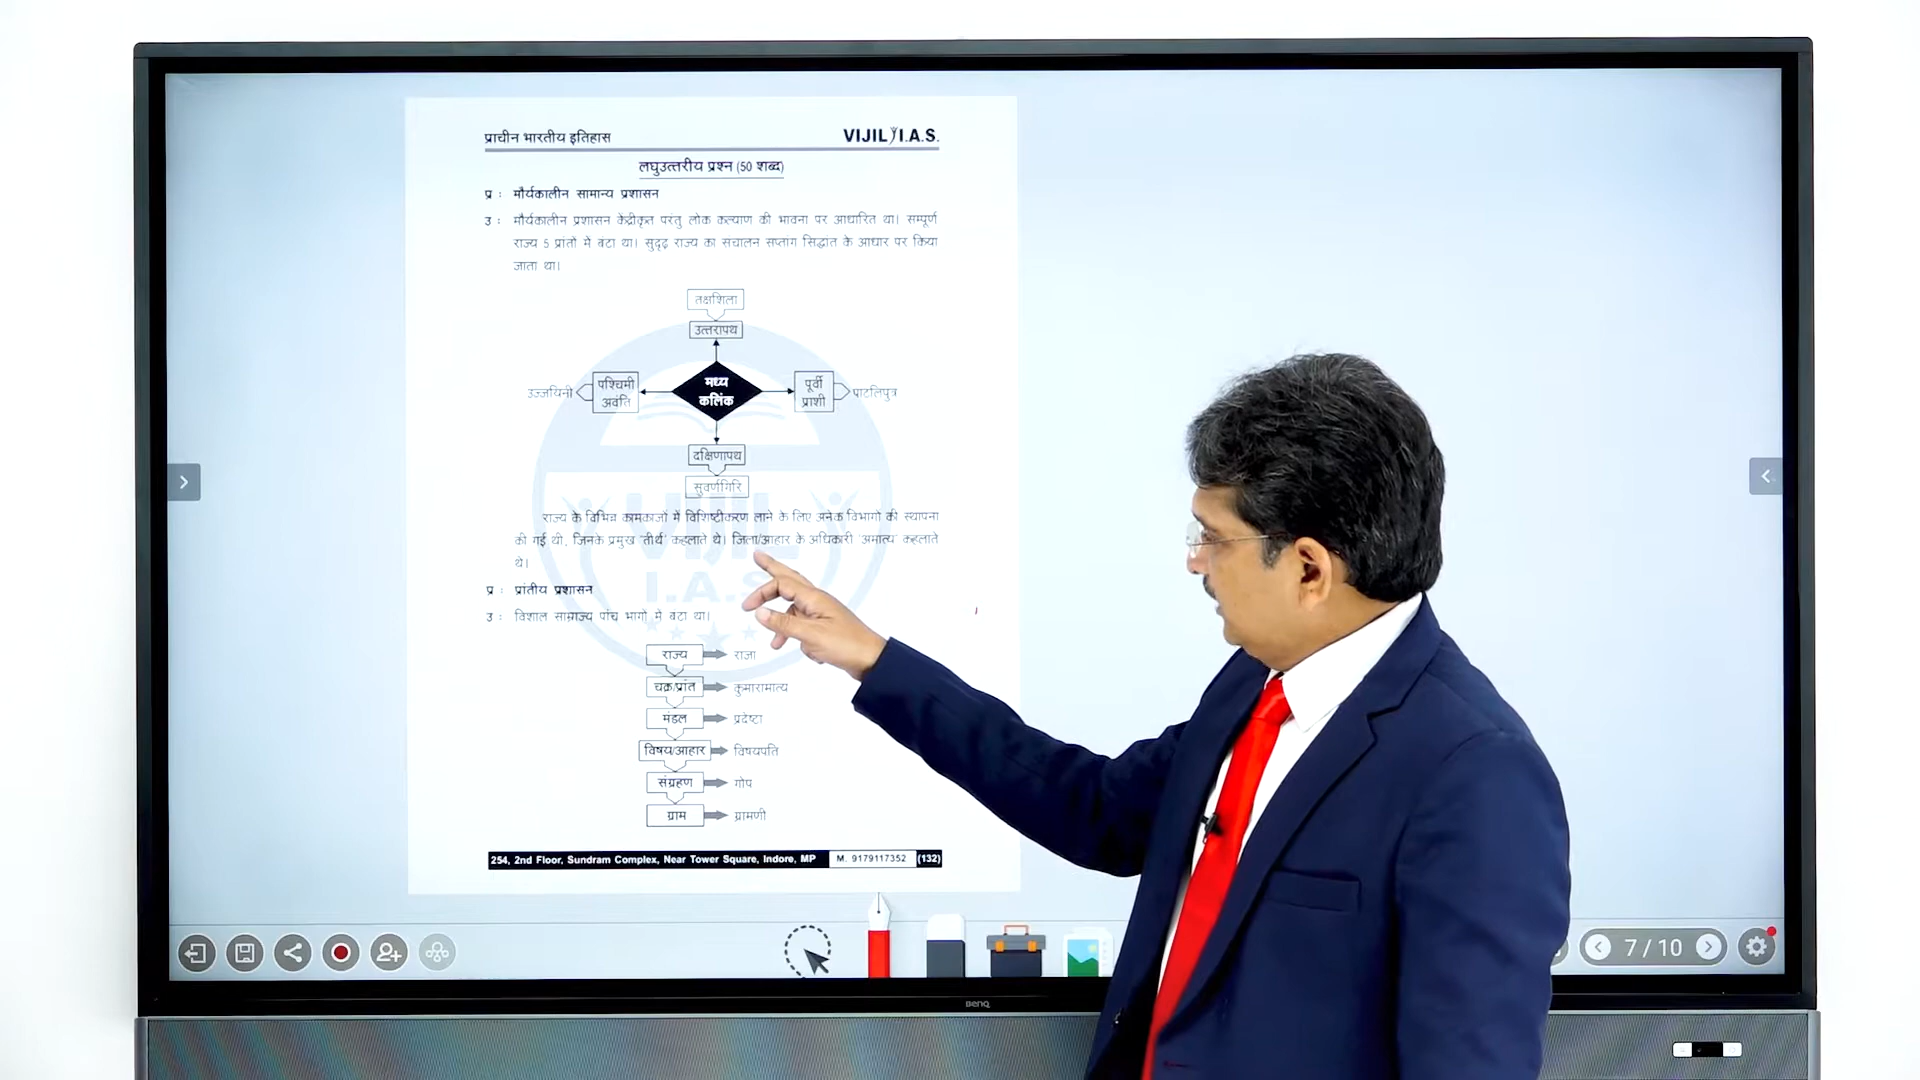 प्राचीन भारतीय इतिहास
VIJIL I.A.S.
लघुउत्तरीय प्रश्न (50 शब्द)
प्र : मौर्यकालीन सामान्य प्रशासन
उ : मौर्यकालीन प्रशासन केंद्रीकृत परंतु लोक कल्याण की भावना पर आधारित था। सम्पूर्ण
राज्य 5 प्रांतों में बंटा था। सुदृढ़ राज्य का संचालन सप्तांग सिद्धांत के आधार पर किया
जाता था।
तक्षशिला
उत्तरापथ
उज्जयिनी
पश्चिमी
अवंति
मध्य
कलिंक
पूर्वी
प्राशी
पाटलिपुत्र
दक्षिणापथ
सुवर्णगिरि
राज्य के विभिन्न कामकाजों में विशिष्टीकरण लाने के लिए अनेक विभागों की स्थापना
की गई थी, जिनके प्रमुख 'तीर्थ' कहलाते थे। जिला/आहार के अधिकारी 'अमात्य' कहलाते
थे।
VIJIL
I.A.S
प्र : प्रांतीय प्रशासन
उ : विशाल साम्राज्य पांच भागों में बंटा था।
राज्य राजा
चक्र/प्रांत कुमारामात्य
मंडल प्रदेष्टा
विषय/आहार विषयपति
संग्रहण गोप
ग्राम ग्रामणी
254, 2nd Floor, Sundram Complex, Near Tower Square, Indore, MP M. 9179117352 (132)
7 / 10
BenQ